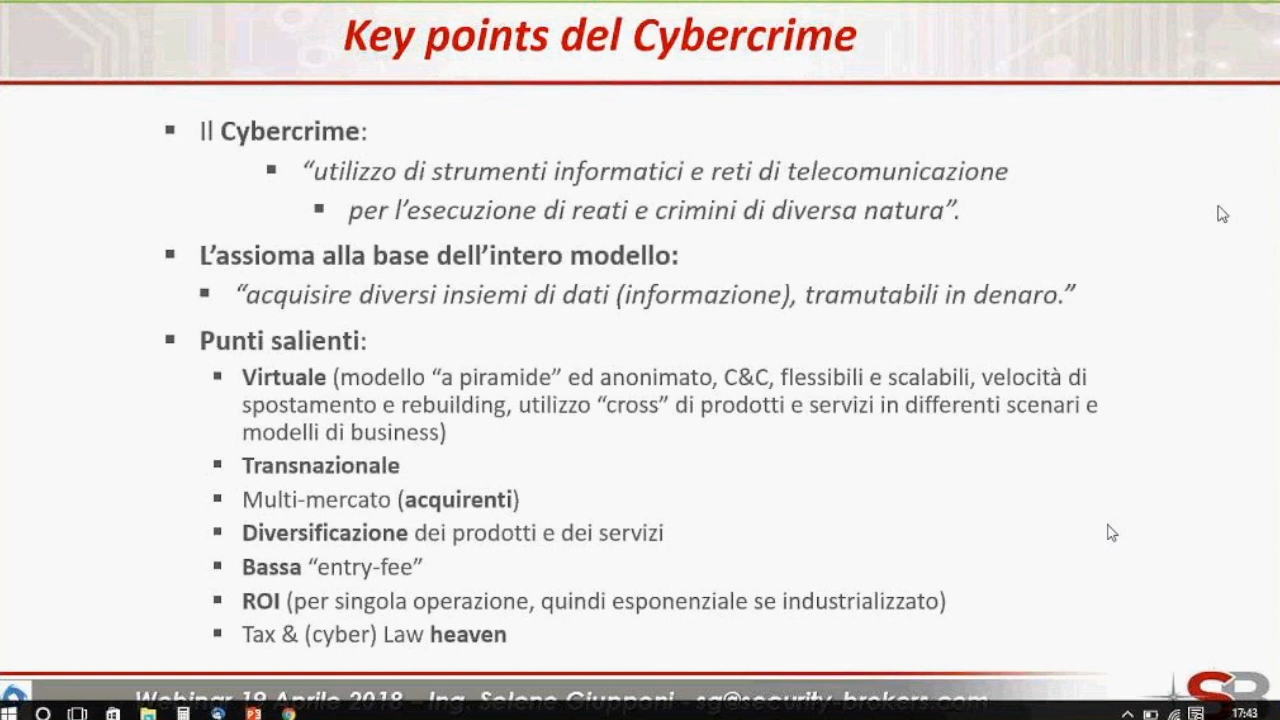 Key points del Cybercrime
Il Cybercrime:
“utilizzo di strumenti informatici e reti di telecomunicazione
per l’esecuzione di reati e crimini di diversa natura”.
L’assioma alla base dell’intero modello:
“acquisire diversi insiemi di dati (informazione), tramutabili in denaro.”
Punti salienti:
Virtuale (modello “a piramide” ed anonimato, C&C, flessibili e scalabili, velocità di
spostamento e rebuilding, utilizzo “cross” di prodotti e servizi in differenti scenari e
modelli di business)
Transnazionale
Multi-mercato (acquirenti)
Diversificazione dei prodotti e dei servizi
Bassa “entry-fee”
ROI (per singola operazione, quindi esponenziale se industrializzato)
Tax & (cyber) Law heaven
Webinar 19 Aprile 2018 – Ing. Selene Giupponi - sg@security-brokers.com
SB
17:43